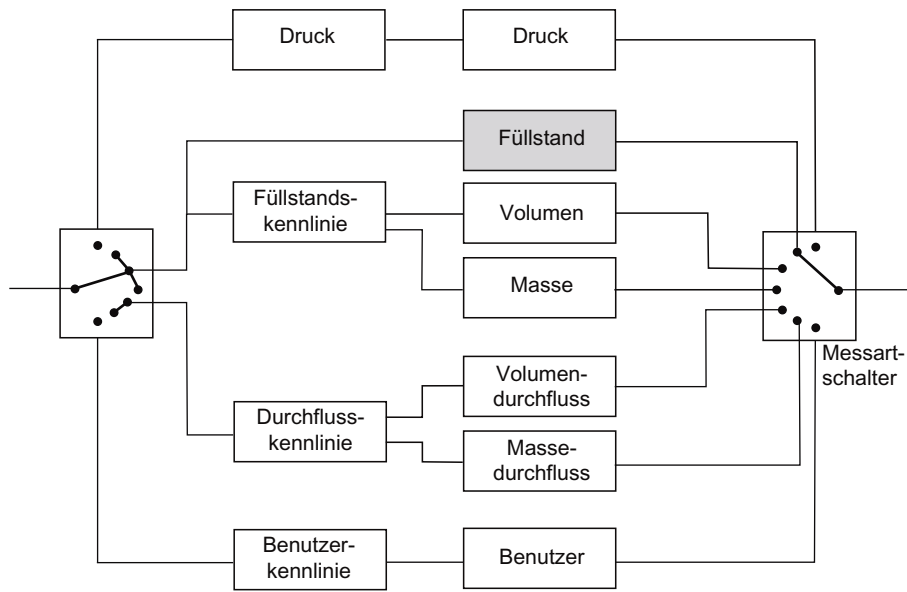 Druck
Druck
Füllstand
Füllstands-
kennlinie
Volumen
Masse
Messart-
schalter
Volumen-
durchfluss
Durchfluss-
kennlinie
Masse-
durchfluss
Benutzer-
kennlinie
Benutzer